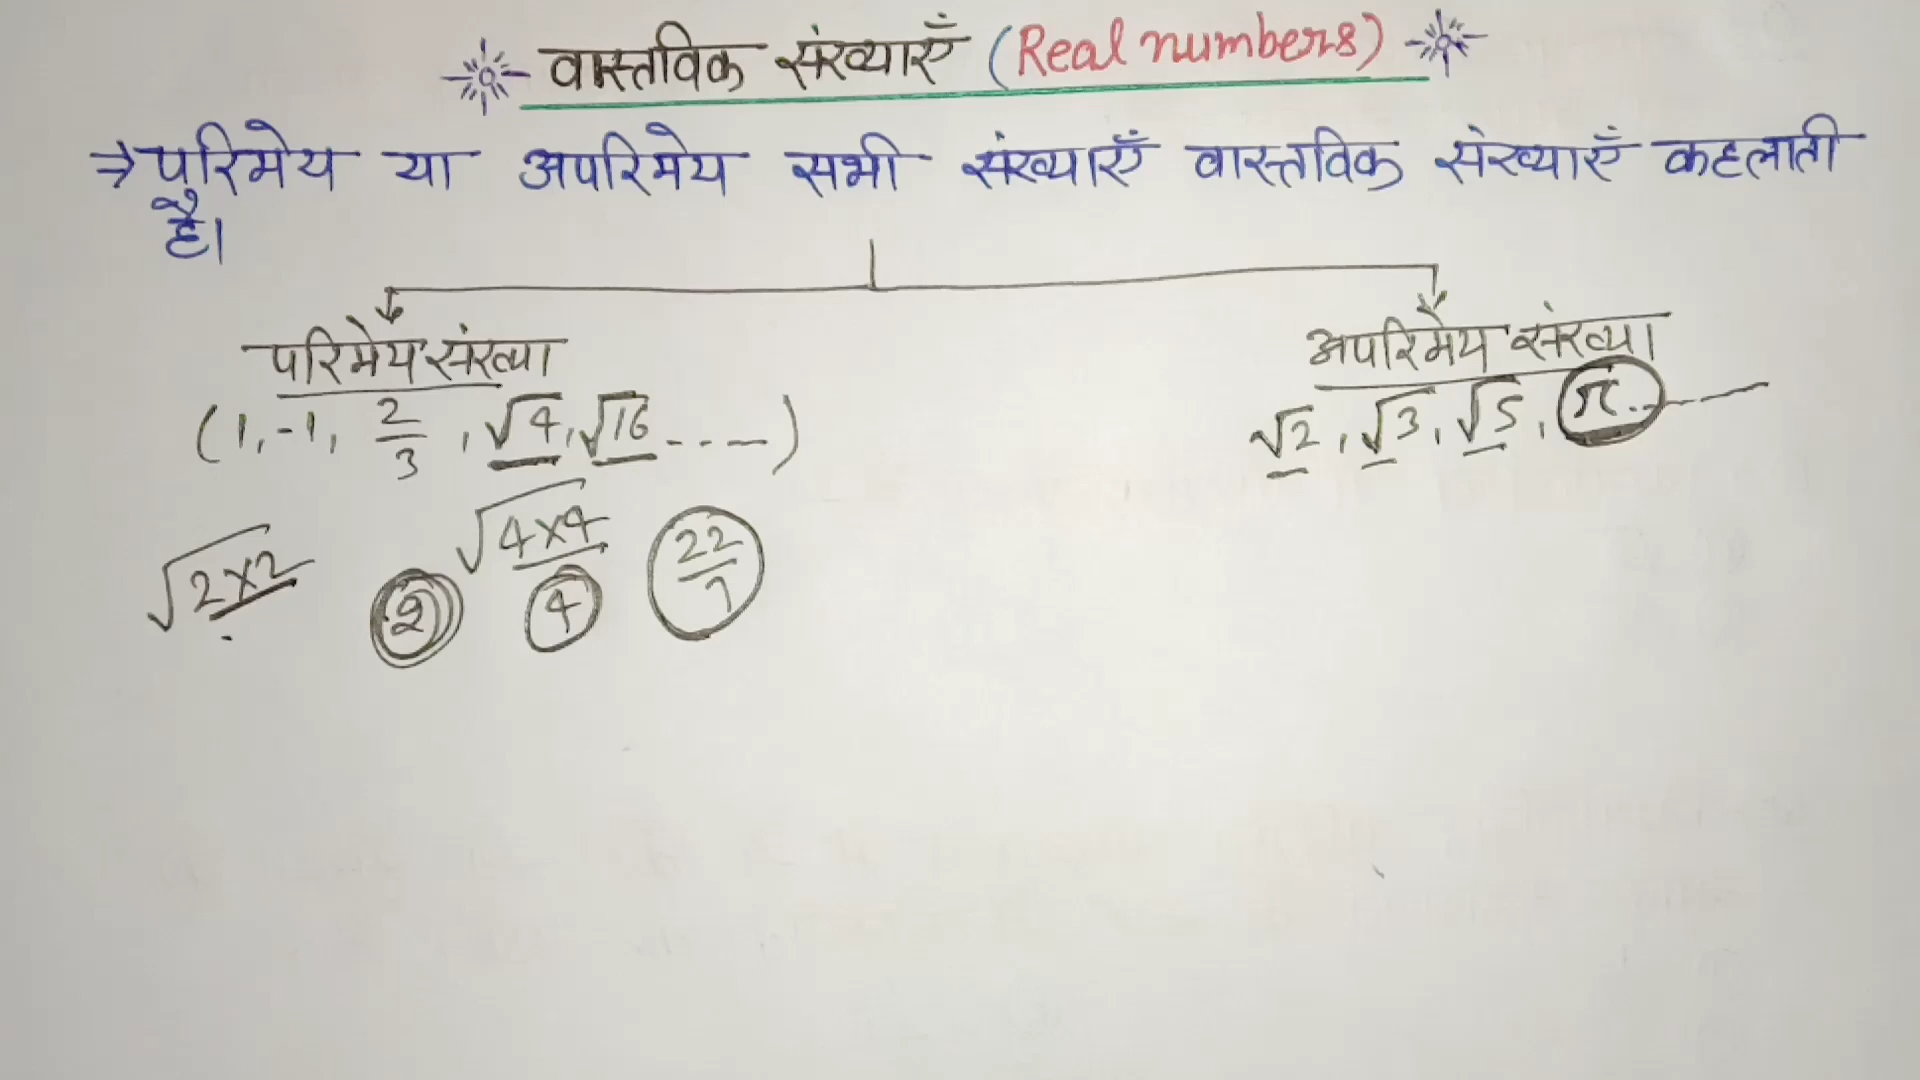 वास्तविक संख्याएँ (Real numbers)
→ परिमेय या अपरिमेय सभी संख्याएँ वास्तविक संख्याएँ कहलाती
है।
परिमेय संख्या
अपरिमेय संख्या
(1, -1, 2/3, √4, √16 ----)
√2, √3, √5, π.----
√2×2
√4×4
22/7
2
4